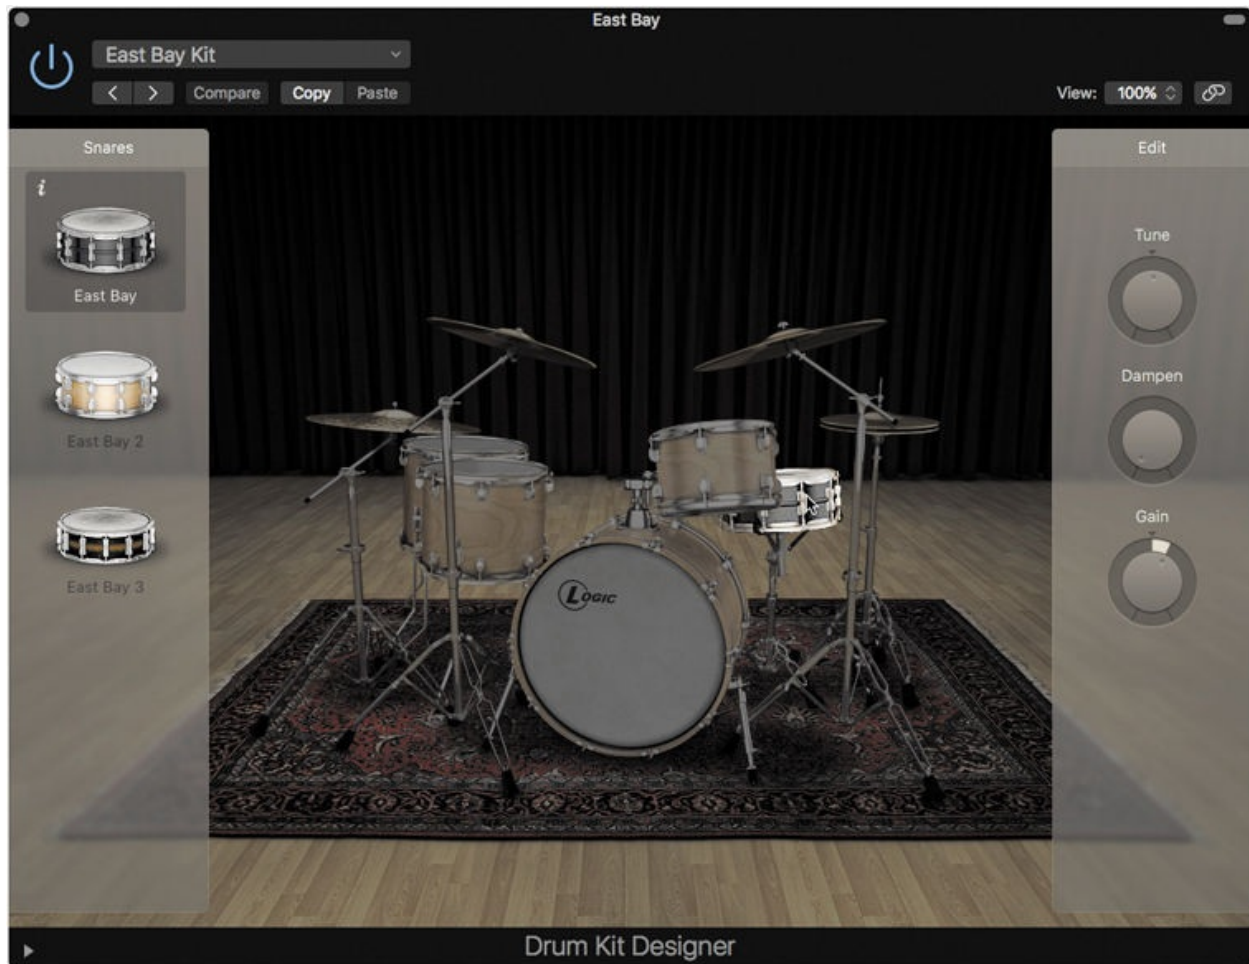 East Bay
East Bay Kit
Compare Copy Paste
View: 100%
Snares
i
East Bay
East Bay 2
East Bay 3
Edit
Tune
Dampen
Gain
LOGIC
Drum Kit Designer